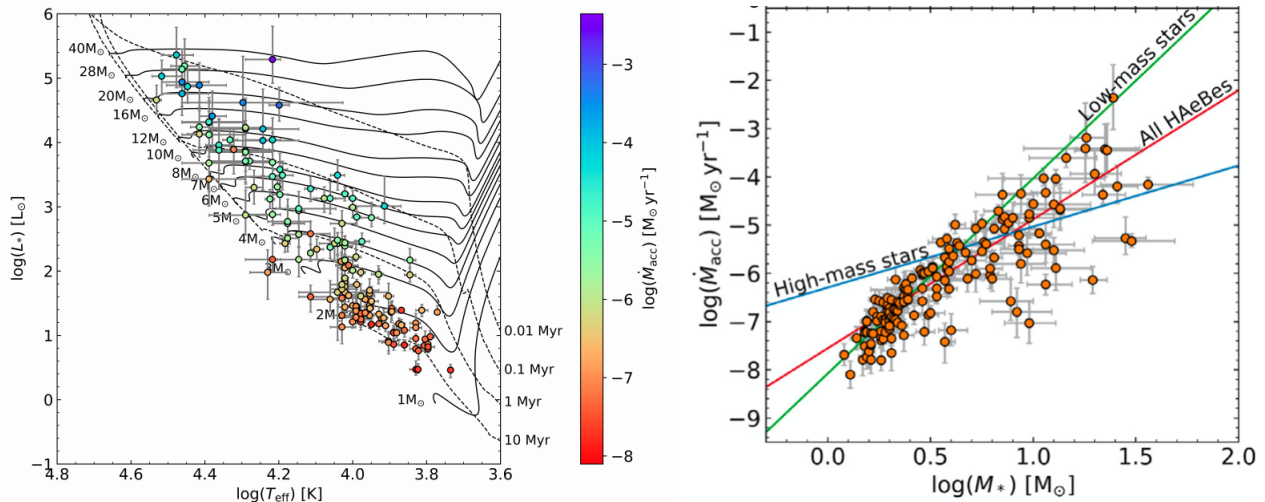 40M⊙
28M⊙
20M⊙
16M⊙
12M⊙
10M⊙
8M⊙
7M⊙
6M⊙
5M⊙
4M⊙
3M⊙
2M⊙
1M⊙
0.01 Myr
0.1 Myr
1 Myr
10 Myr
6
5
4
3
2
1
0
−1
log(L*) [L⊙]
4.8 4.6 4.4 4.2 4.0 3.8 3.6
log(Teff) [K]
−3
−4
−5
−6
−7
−8
log(Ṁacc) [M⊙ yr⁻¹]
Low-mass stars
All HAeBes
High-mass stars
−1
−2
−3
−4
−5
−6
−7
−8
−9
log(Ṁacc) [M⊙ yr⁻¹]
0.0 0.5 1.0 1.5 2.0
log(M*) [M⊙]